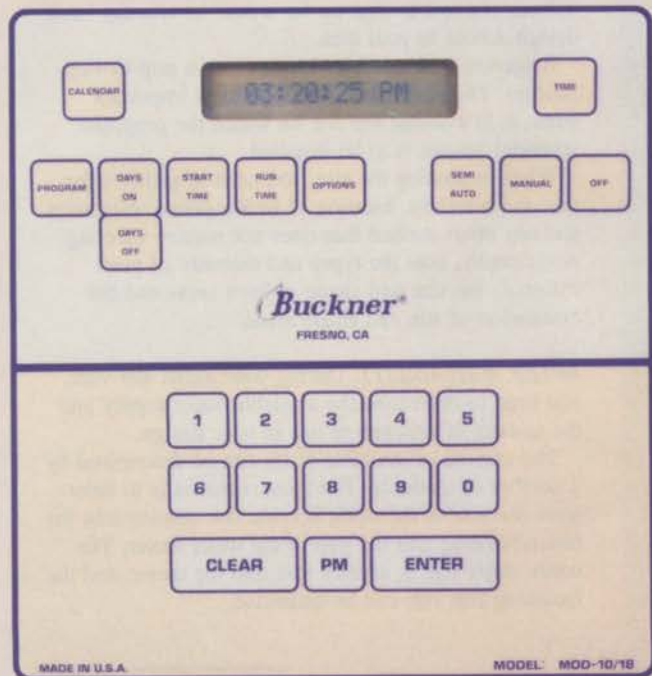 CALENDAR
03:20:25 PM
TIME
PROGRAM
DAYS
ON
START
TIME
RUN
TIME
OPTIONS
SEMI
AUTO
MANUAL
OFF
DAYS
OFF
Buckner®
FRESNO, CA
1 2 3 4 5
6 7 8 9 0
CLEAR PM ENTER
MADE IN U.S.A.
MODEL: MOD-10/18